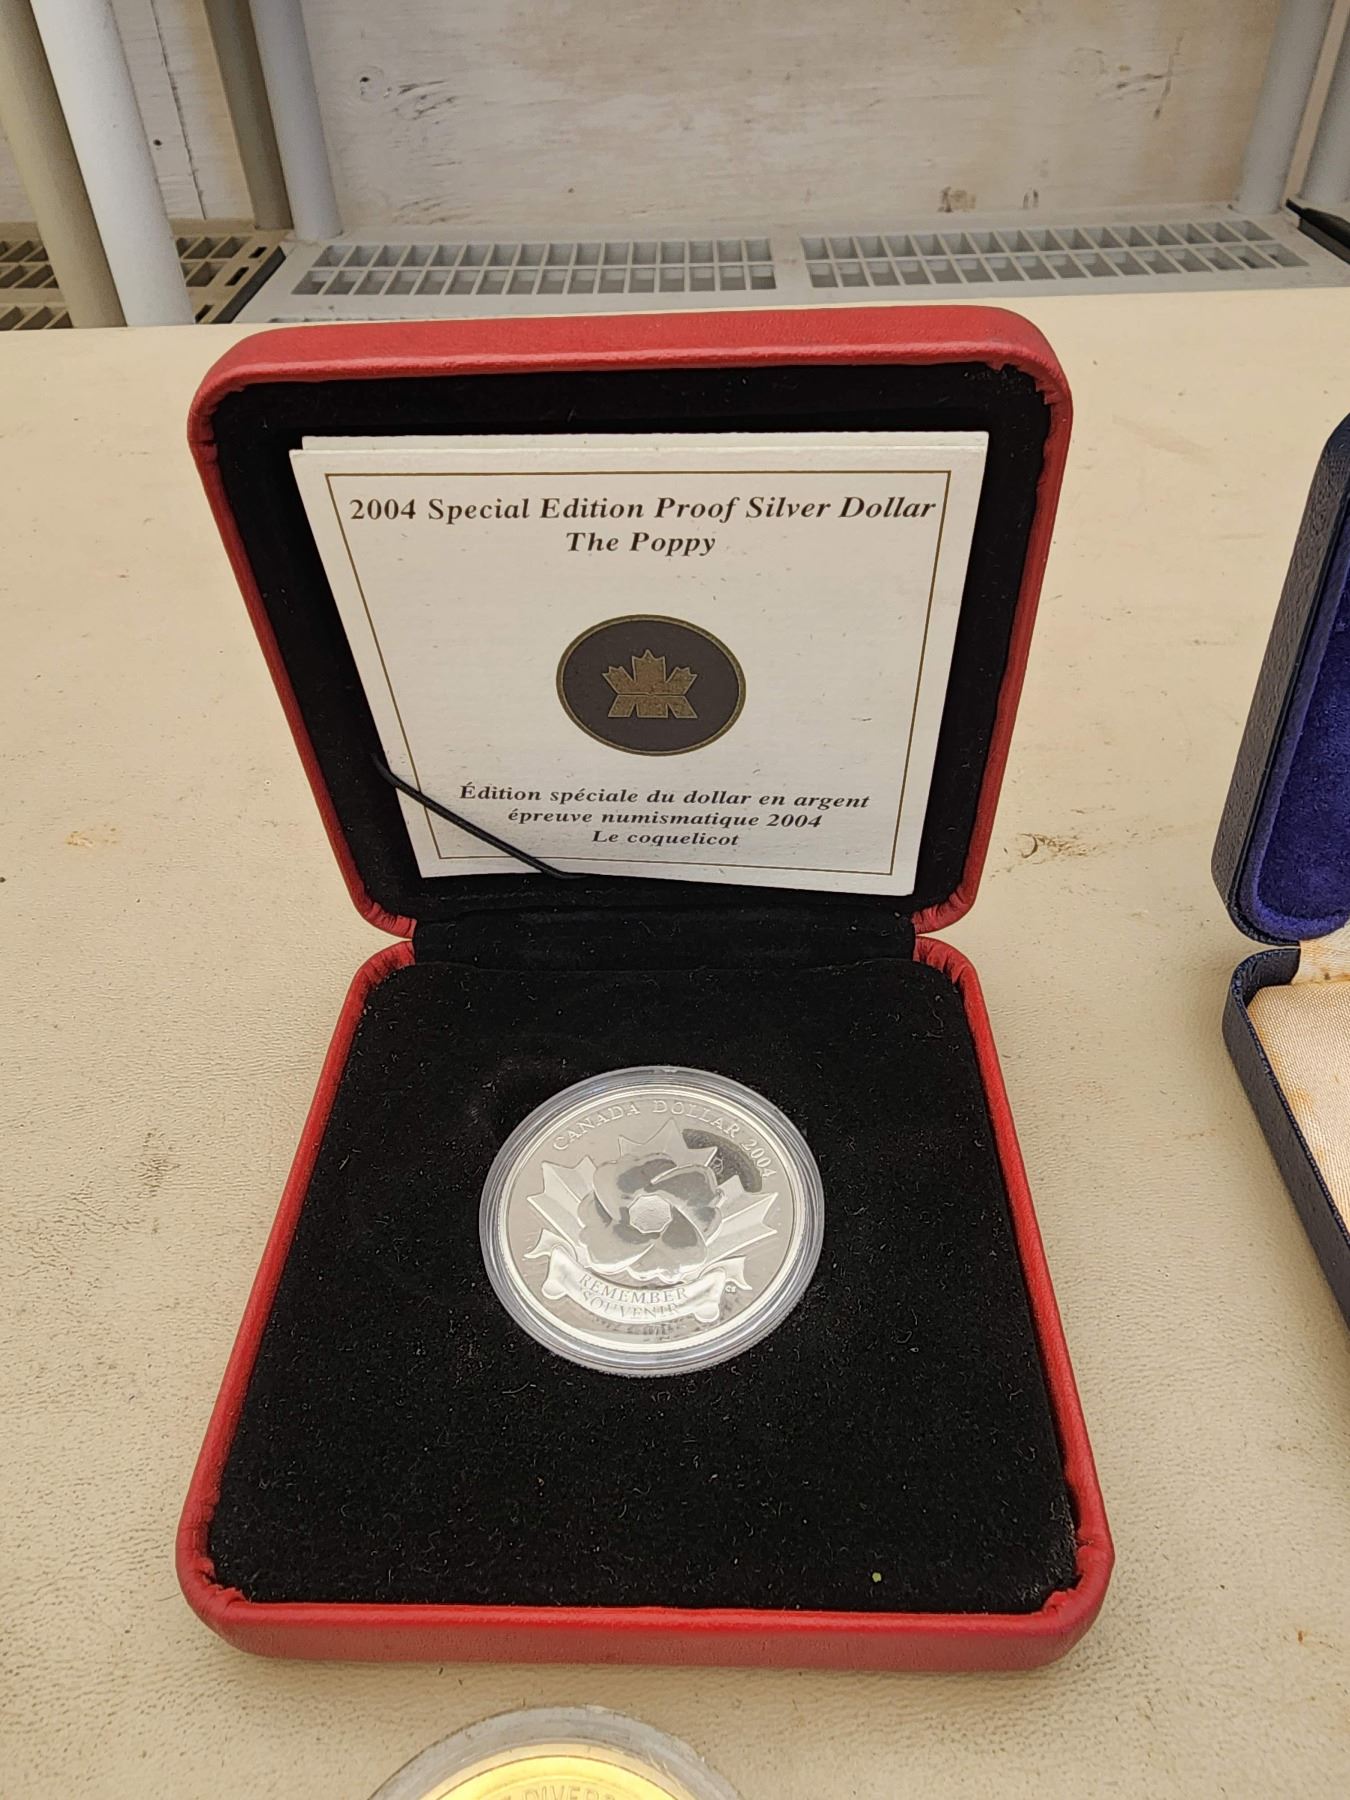 2004 Special Edition Proof Silver Dollar
The Poppy
Édition spéciale du dollar en argent
épreuve numismatique 2004
Le coquelicot
CANADA DOLLAR 2004
REMEMBER
SOUVENIR